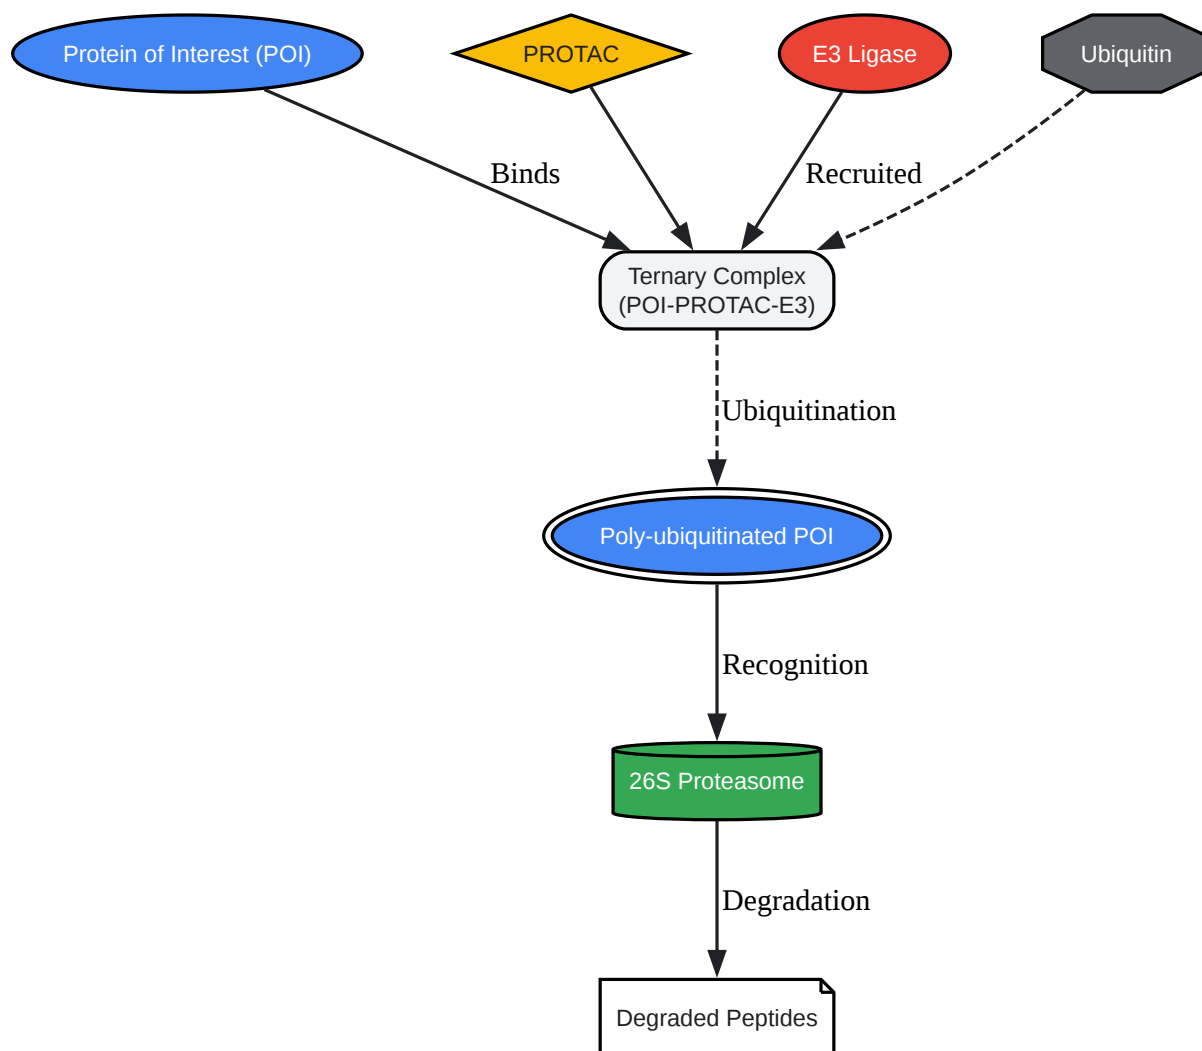 Protein of Interest (POI)
PROTAC
E3 Ligase
Ubiquitin
Binds
Recruited
Ternary Complex
(POI-PROTAC-E3)
Ubiquitination
Poly-ubiquitinated POI
Recognition
26S Proteasome
Degradation
Degraded Peptides